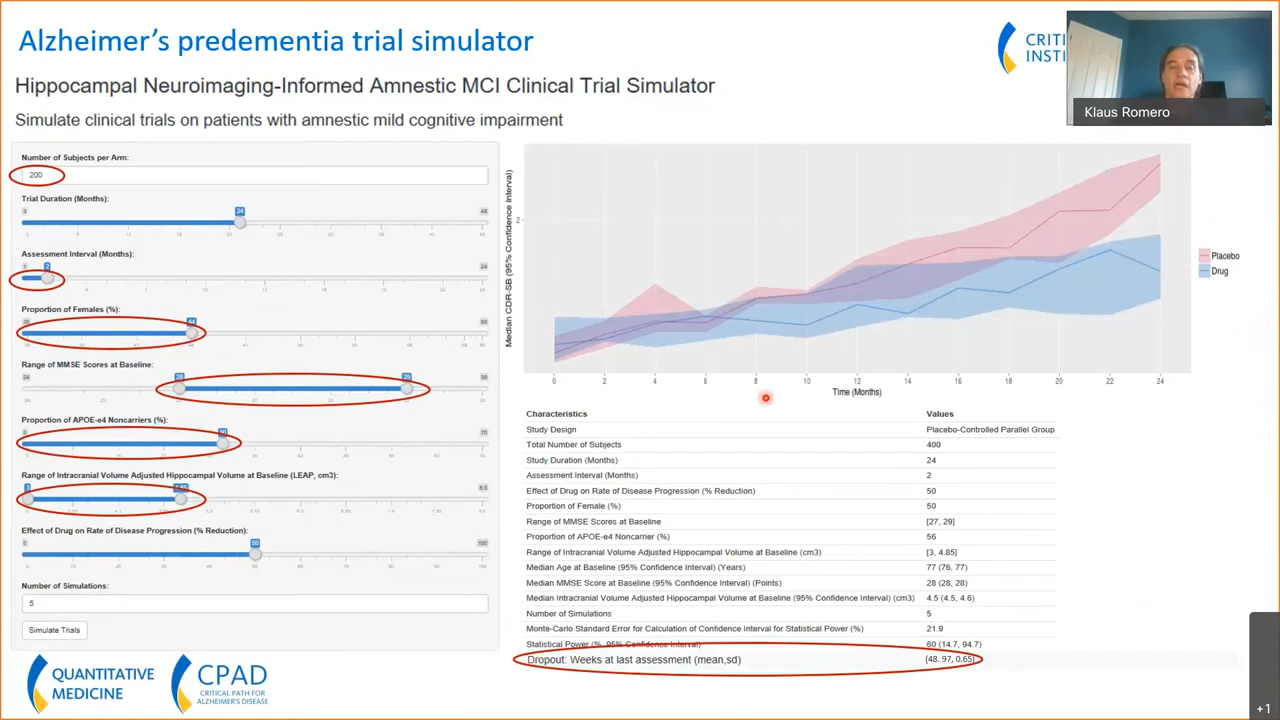 Alzheimer's predementia trial simulator
CRITI
INSTI
Klaus Romero
Hippocampal Neuroimaging-Informed Amnestic MCI Clinical Trial Simulator
Simulate clinical trials on patients with amnestic mild cognitive impairment
Number of Subjects per Arm:
200
Trial Duration (Months):
24
48
Assessment Interval (Months):
2
24
Proportion of Females (%):
Range of MMSE Scores at Baseline:
24
30
Proportion of APOE-e4 Noncarriers (%):
70
Range of Intracranial Volume Adjusted Hippocampal Volume at Baseline (LEAP, cm3):
Effect of Drug on Rate of Disease Progression (% Reduction):
100
Number of Simulations:
5
Simulate Trials
Median CDR-SB (95% Confidence Interval)
2
0 2 4 6 8 10 12 14 16 18 20 22 24
Time (Months)
Placebo
Drug
Characteristics Values
Study Design Placebo-Controlled Parallel Group
Total Number of Subjects 400
Study Duration (Months) 24
Assessment Interval (Months) 2
Effect of Drug on Rate of Disease Progression (% Reduction) 50
Proportion of Female (%) 50
Range of MMSE Scores at Baseline [27, 29]
Proportion of APOE-e4 Noncarrier (%) 56
Range of Intracranial Volume Adjusted Hippocampal Volume at Baseline (cm3) [3, 4.85]
Median Age at Baseline (95% Confidence Interval) (Years) 77 (76, 77)
Median MMSE Score at Baseline (95% Confidence Interval) (Points) 28 (28, 28)
Median Intracranial Volume Adjusted Hippocampal Volume at Baseline (95% Confidence Interval) (cm3) 4.5 (4.5, 4.6)
Number of Simulations 5
Monte-Carlo Standard Error for Calculation of Confidence Interval for Statistical Power (%) 21.9
Statistical Power (%, 95% Confidence Interval) 60 (14.7, 94.7)
Dropout: Weeks at last assessment (mean,sd) (48. 97, 0.65)
QUANTITATIVE
MEDICINE
CPAD
CRITICAL PATH FOR
ALZHEIMER'S DISEASE
+1